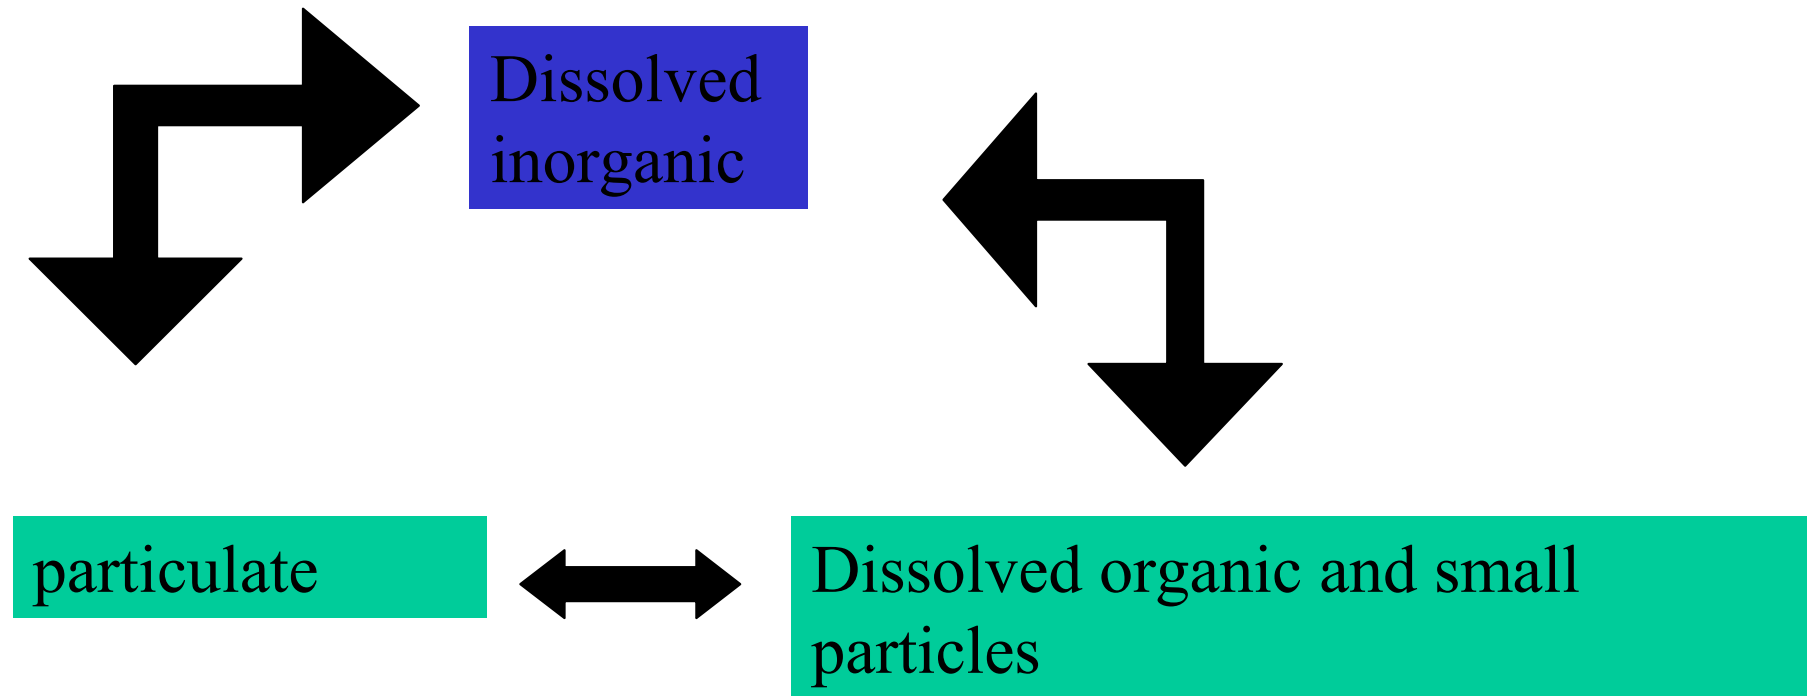 Dissolved
inorganic
particulate
Dissolved organic and small
particles